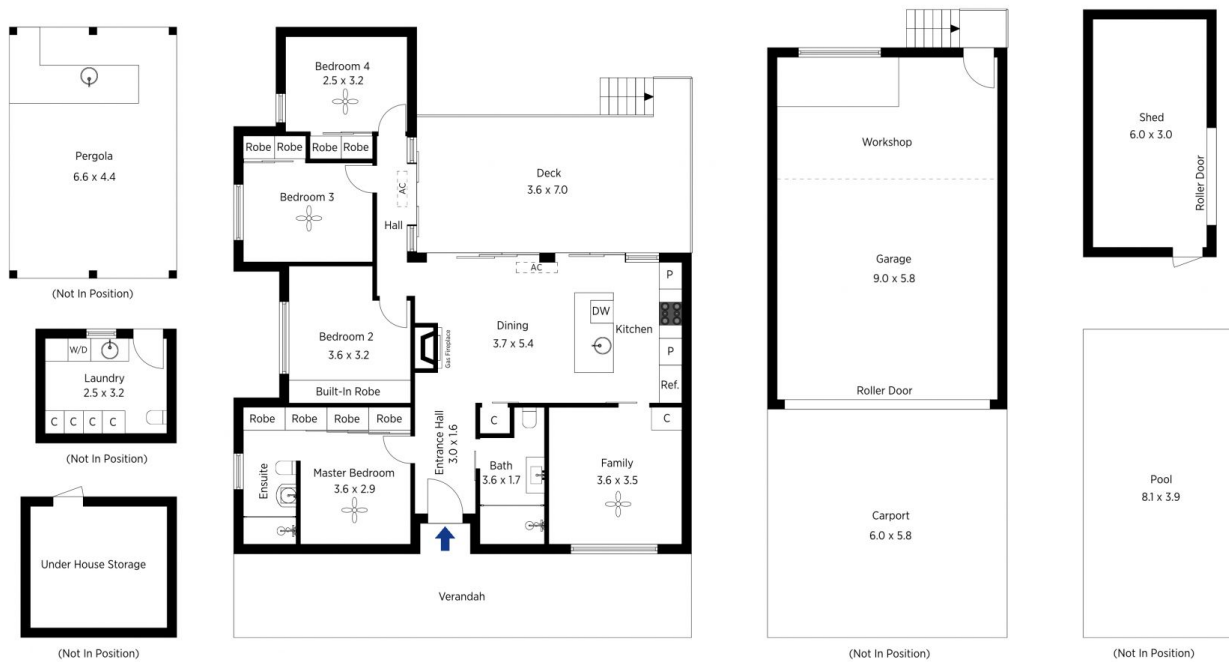 Pergola
6.6 x 4.4
(Not In Position)
W/D
Laundry
2.5 x 3.2
C C C C
(Not In Position)
Under House Storage
(Not In Position)
Bedroom 4
2.5 x 3.2
Robe Robe Robe Robe
Bedroom 3
AC
Hall
Deck
3.6 x 7.0
AC
Bedroom 2
3.6 x 3.2
Built-In Robe
Gas Fireplace
Dining
3.7 x 5.4
DW
Kitchen
P
P
Ref.
Robe Robe Robe Robe
Ensuite
Master Bedroom
3.6 x 2.9
Entrance Hall
3.0 x 1.6
C
Bath
3.6 x 1.7
C
Family
3.6 x 3.5
Verandah
Workshop
Garage
9.0 x 5.8
Roller Door
Carport
6.0 x 5.8
(Not In Position)
Shed
6.0 x 3.0
Roller Door
(Not In Position)
Pool
8.1 x 3.9
(Not In Position)